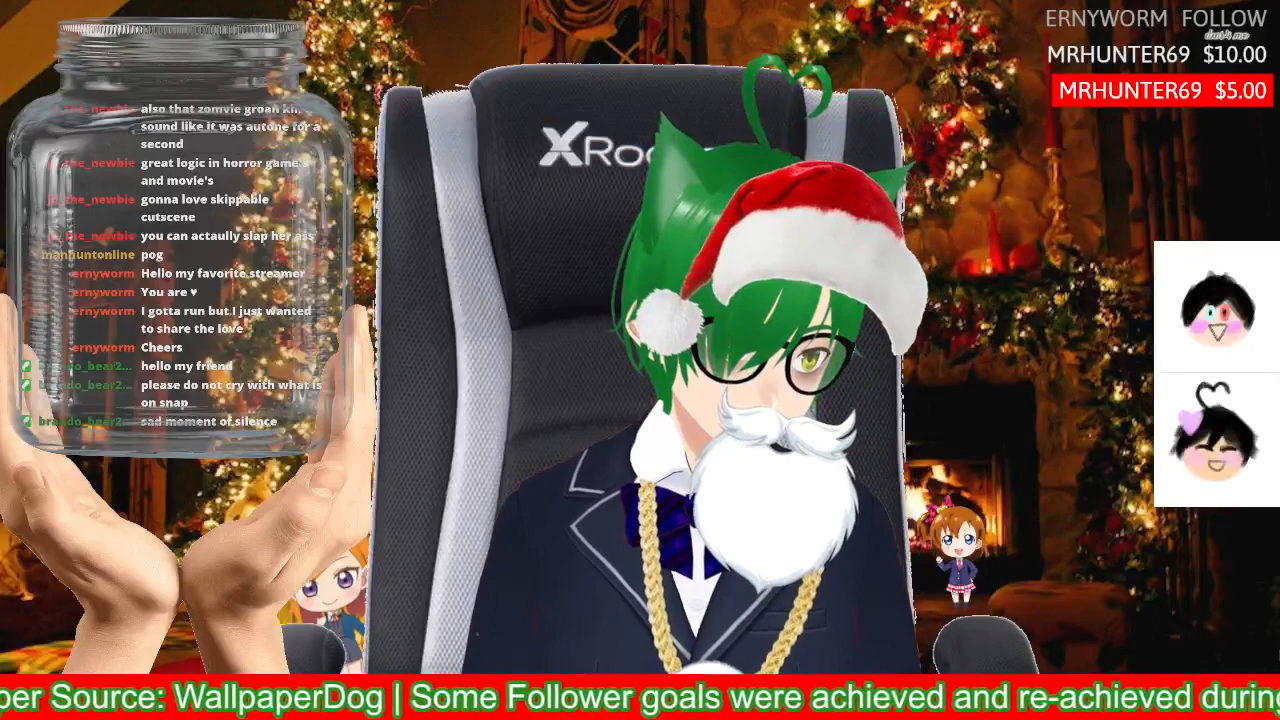 ERNYWORM FOLLOW
MRHUNTER69 $10.00
MRHUNTER69 $5.00
XRo
also that zomvie groan
sound like it was autone for a
second
the_newbie great logic in horror game's
and movie's
the_newbie gonna love skippable
cutscene
the_newbie you can actaully slap her ass
manhuntonline pog
ernyworm Hello my favorite streamer
ernyworm You are ♥
ernyworm I gotta run but I just wanted
to share the love
ernyworm Cheers
hello my friend
please do not cry with what is
on snap
sad moment of silence
per Source: WallpaperDog | Some Follower goals were achieved and re-achieved during